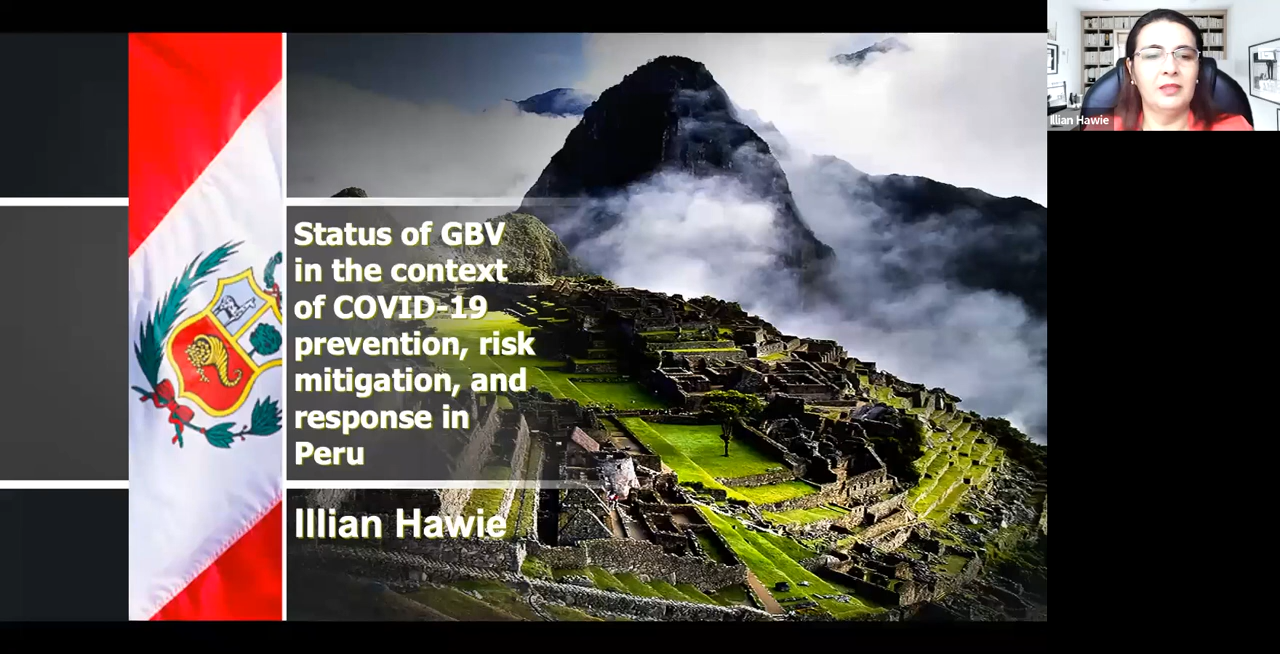 Status of GBV
in the context
of COVID-19
prevention, risk
mitigation, and
response in
Peru
Illian Hawie
Illian Hawie